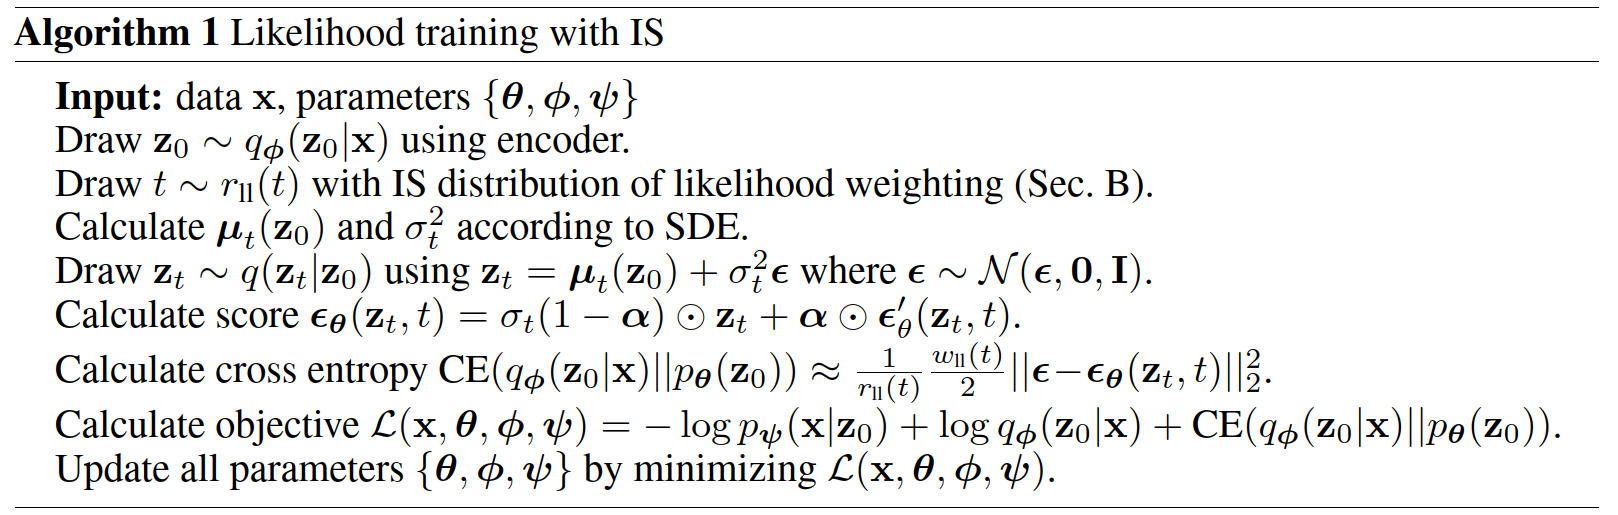 Algorithm 1 Likelihood training with IS
Input: data x, parameters {θ, ϕ, ψ}
Draw z₀ ∼ q_ϕ(z₀|x) using encoder.
Draw t ∼ r_ll(t) with IS distribution of likelihood weighting (Sec. B).
Calculate μ_t(z₀) and σ_t² according to SDE.
Draw z_t ∼ q(z_t|z₀) using z_t = μ_t(z₀) + σ_t²ϵ where ϵ ∼ 𝒩(ϵ, 0, I).
Calculate score ϵ_θ(z_t, t) = σ_t(1 − α) ⊙ z_t + α ⊙ ϵ′_θ(z_t, t).
Calculate cross entropy CE(q_ϕ(z₀|x)||p_θ(z₀)) ≈ \frac{1}{r_ll(t)} \frac{w_ll(t)}{2} ||ϵ−ϵ_θ(z_t, t)||₂².
Calculate objective ℒ(x, θ, ϕ, ψ) = − log p_ψ(x|z₀) + log q_ϕ(z₀|x) + CE(q_ϕ(z₀|x)||p_θ(z₀)).
Update all parameters {θ, ϕ, ψ} by minimizing ℒ(x, θ, ϕ, ψ).